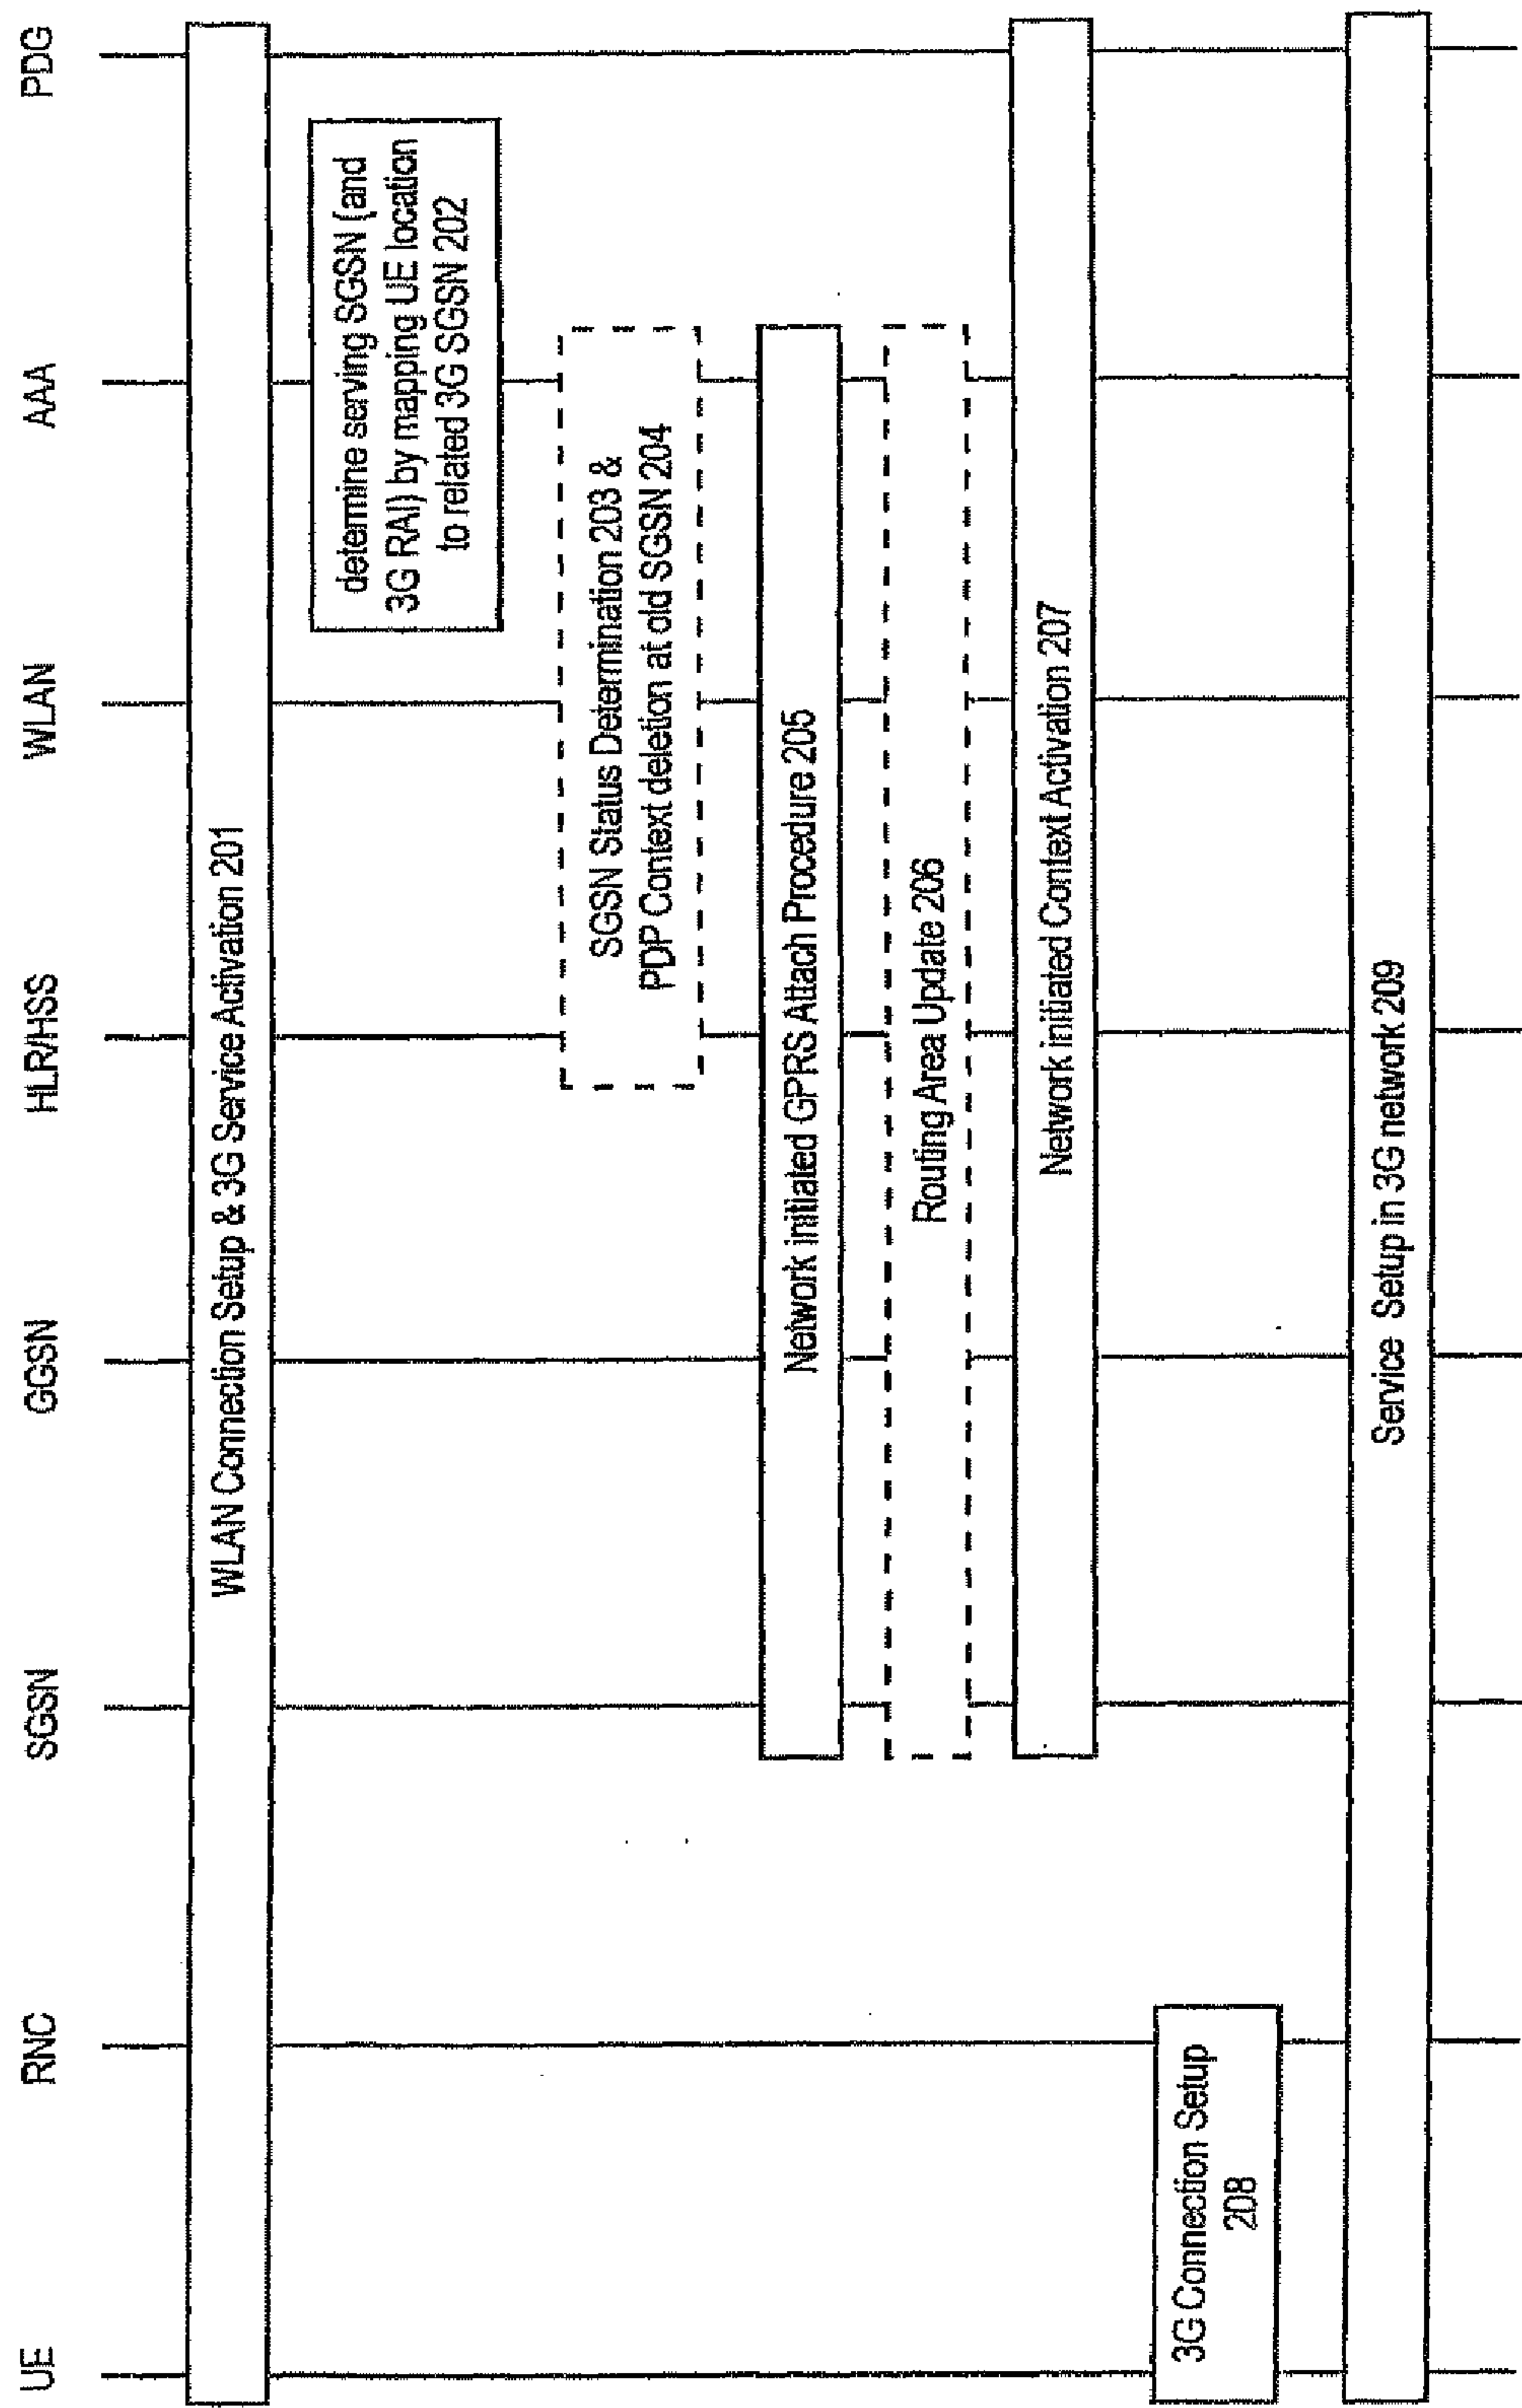 UE
RNC
SGSN
GGSN
HLR/HSS
WLAN
AAA
PDG
WLAN Connection Setup & 3G Service Activation 201
determine serving SGSN (and
3G RAI) by mapping UE location
to related 3G SGSN 202
SGSN Status Determination 203 &
PDP Context deletion at old SGSN 204
Network initiated GPRS Attach Procedure 205
Routing Area Update 206
Network initiated Context Activation 207
3G Connection Setup
208
Service Setup in 3G network 209